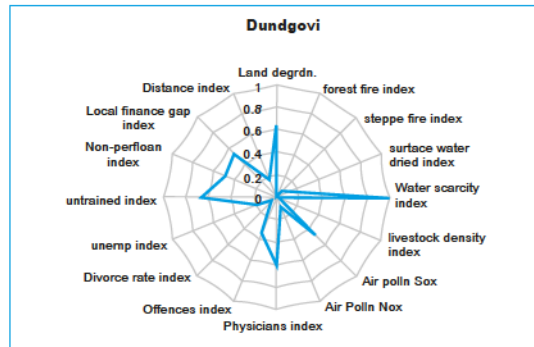 Dundgovi
Land degrdn.
forest fire index
steppe fire index
surtace water
dried index
Water scarcity
index
livestock density
index
Air polln Sox
Air Polln Nox
Physicians index
Offences index
Divorce rate index
unemp index
untrained index
Non-perfloan
index
Local finance gap
index
Distance index
1
0.8
0.6
0.4
0.2
0